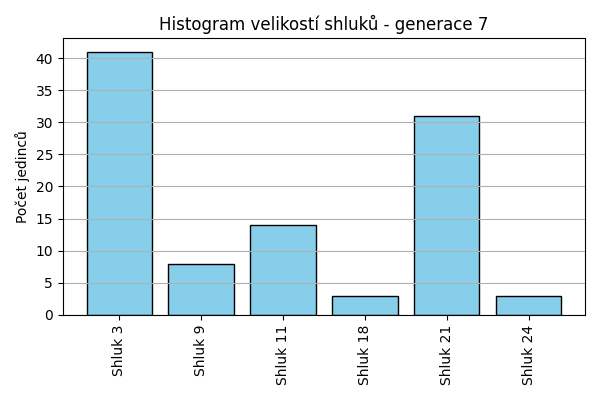 Histogram velikostí shluků - generace 7
Počet jedinců
40
35
30
25
20
15
10
5
0
Shluk 3
Shluk 9
Shluk 11
Shluk 18
Shluk 21
Shluk 24